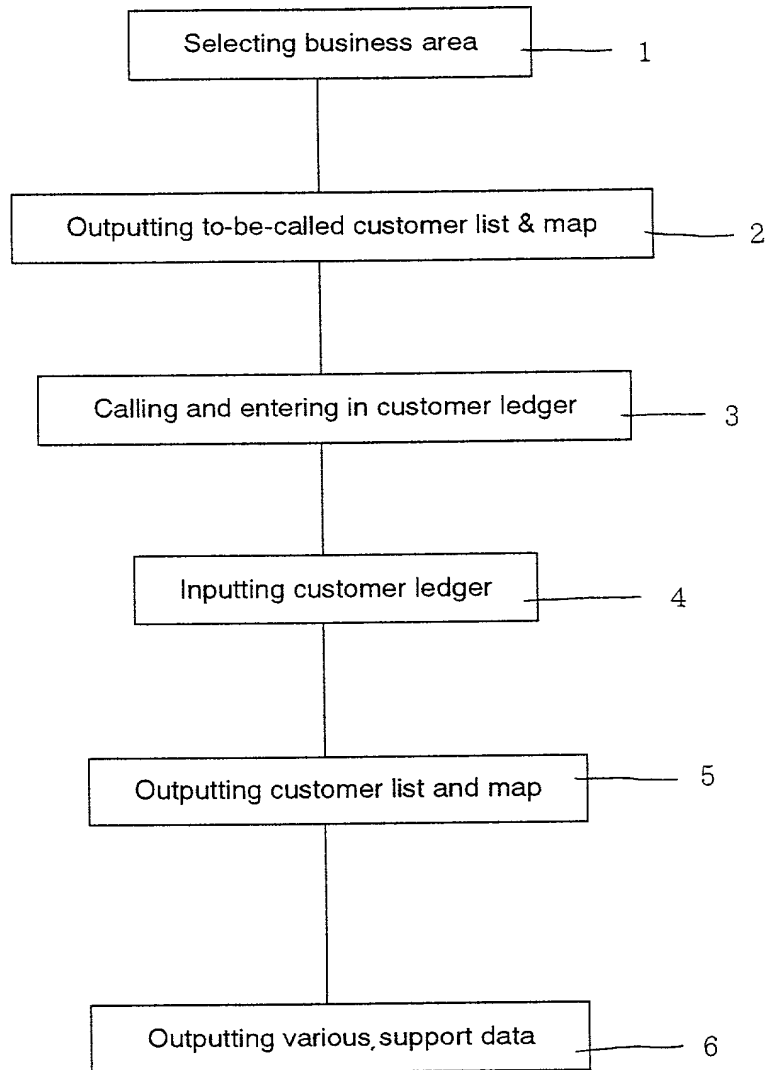 Selecting business area 1
Outputting to-be-called customer list & map 2
Calling and entering in customer ledger 3
Inputting customer ledger 4
Outputting customer list and map 5
Outputting various, support data 6